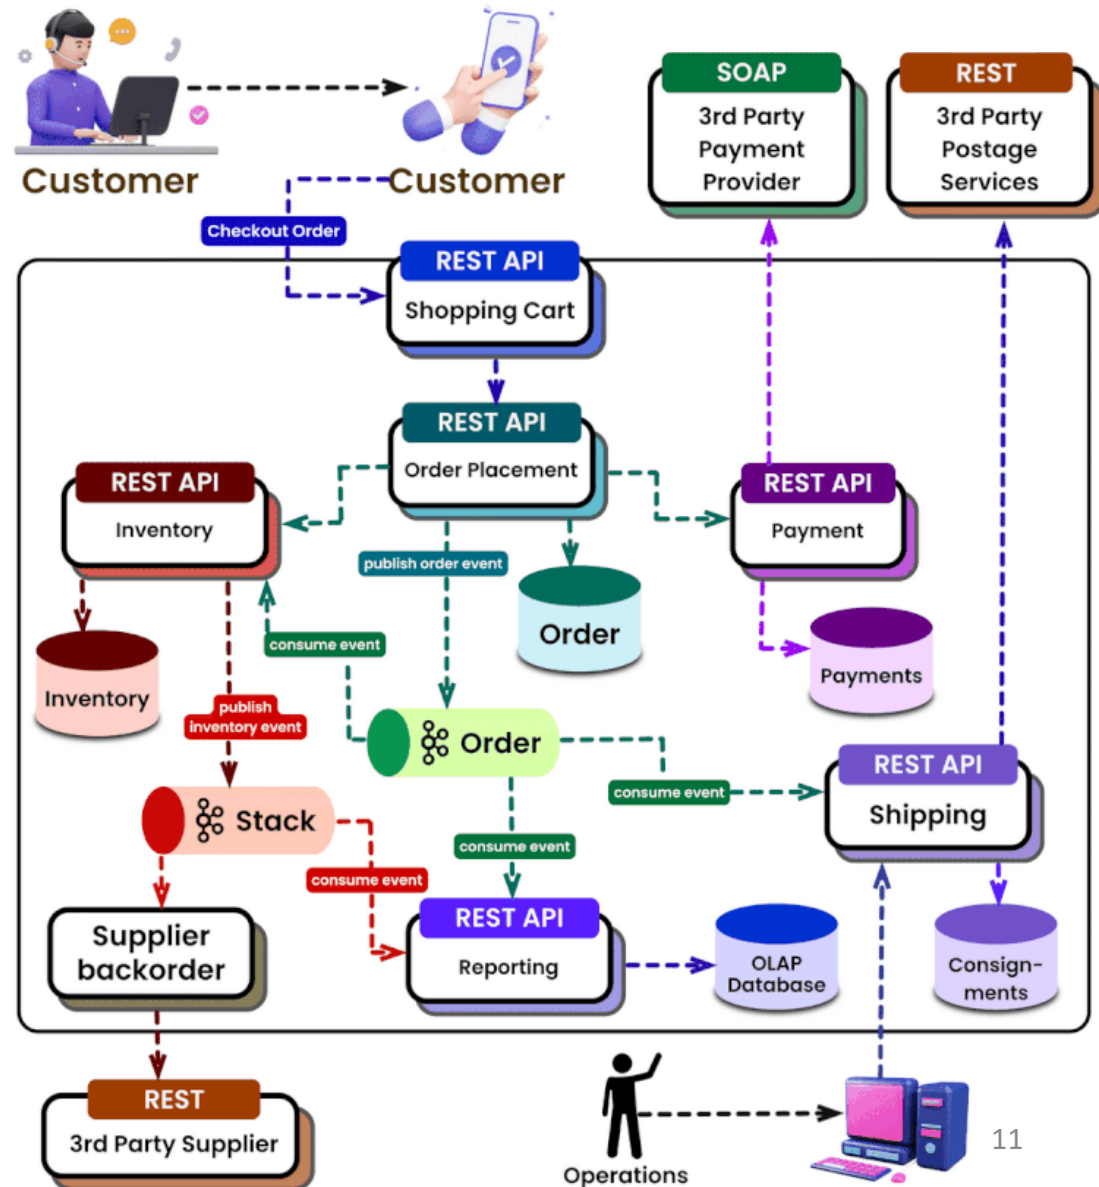 Customer
Customer
SOAP
3rd Party
Payment
Provider
REST
3rd Party
Postage
Services
Checkout Order
REST API
Shopping Cart
REST API
Order Placement
REST API
Inventory
REST API
Payment
publish order event
Order
consume event
Inventory
Payments
publish
inventory event
Order
REST API
Shipping
consume event
Stack
consume event
consume event
Supplier
backorder
REST API
Reporting
OLAP
Database
Consign-
ments
REST
3rd Party Supplier
Operations
11